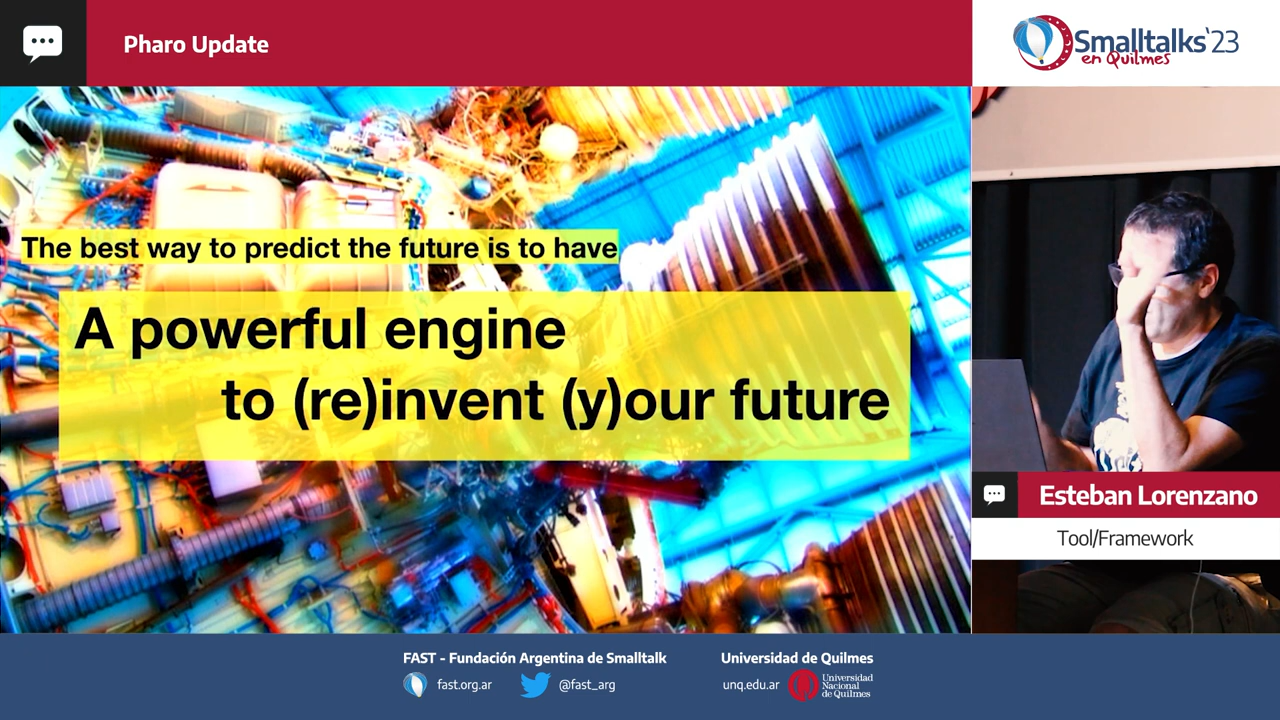 Pharo Update
Smalltalks'23
en Quilmes
The best way to predict the future is to have
A powerful engine
to (re)invent (y)our future
Esteban Lorenzano
Tool/Framework
FAST - Fundación Argentina de Smalltalk
fast.org.ar
@fast_arg
Universidad de Quilmes
unq.edu.ar
Universidad
Nacional
de Quilmes